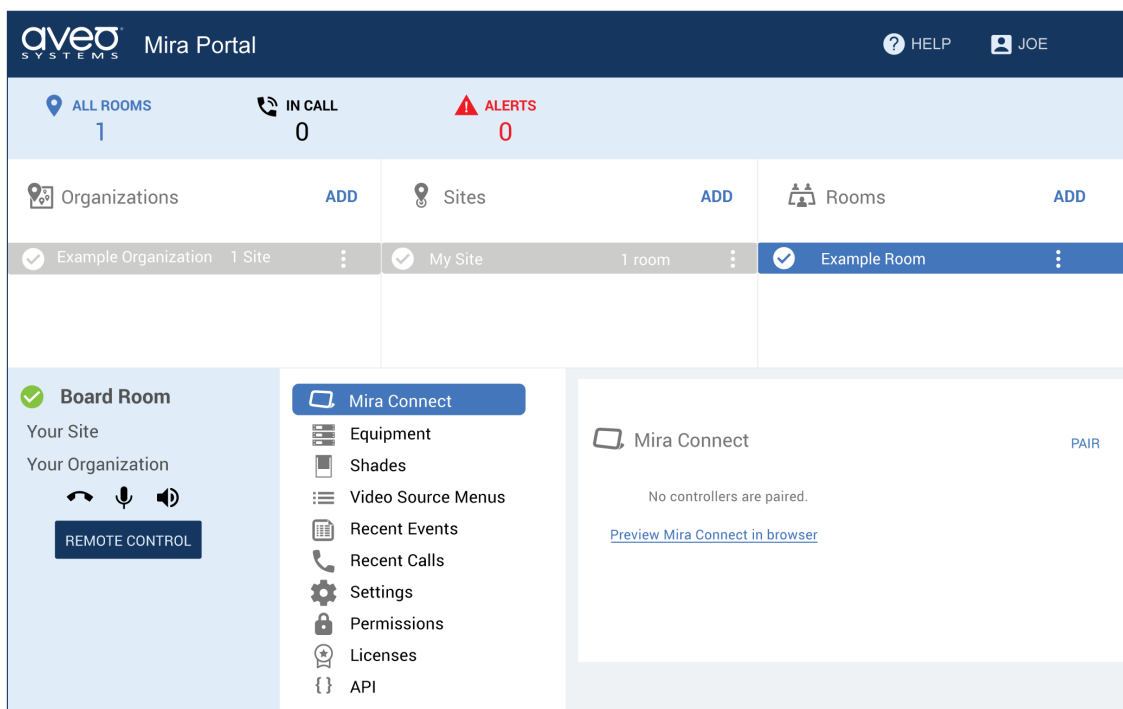 aveo
SYSTEMS
Mira Portal
HELP
JOE
ALL ROOMS
1
IN CALL
0
ALERTS
0
Organizations
ADD
Sites
ADD
Rooms
ADD
Example Organization 1 Site
My Site 1 room
Example Room
Board Room
Your Site
Your Organization
REMOTE CONTROL
Mira Connect
Equipment
Shades
Video Source Menus
Recent Events
Recent Calls
Settings
Permissions
Licenses
{ } API
Mira Connect
PAIR
No controllers are paired.
Preview Mira Connect in browser